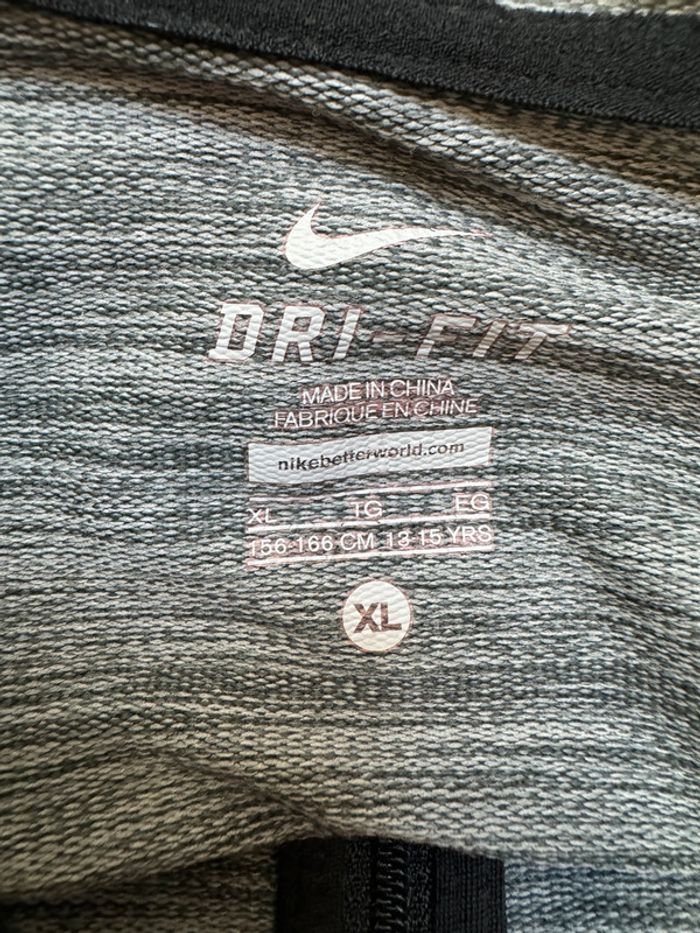 DRI-FIT
MADE IN CHINA
FABRIQUÉ EN CHINE
nikebetterworld.com
XL TG EG
156-166 CM 13-15 YRS
XL